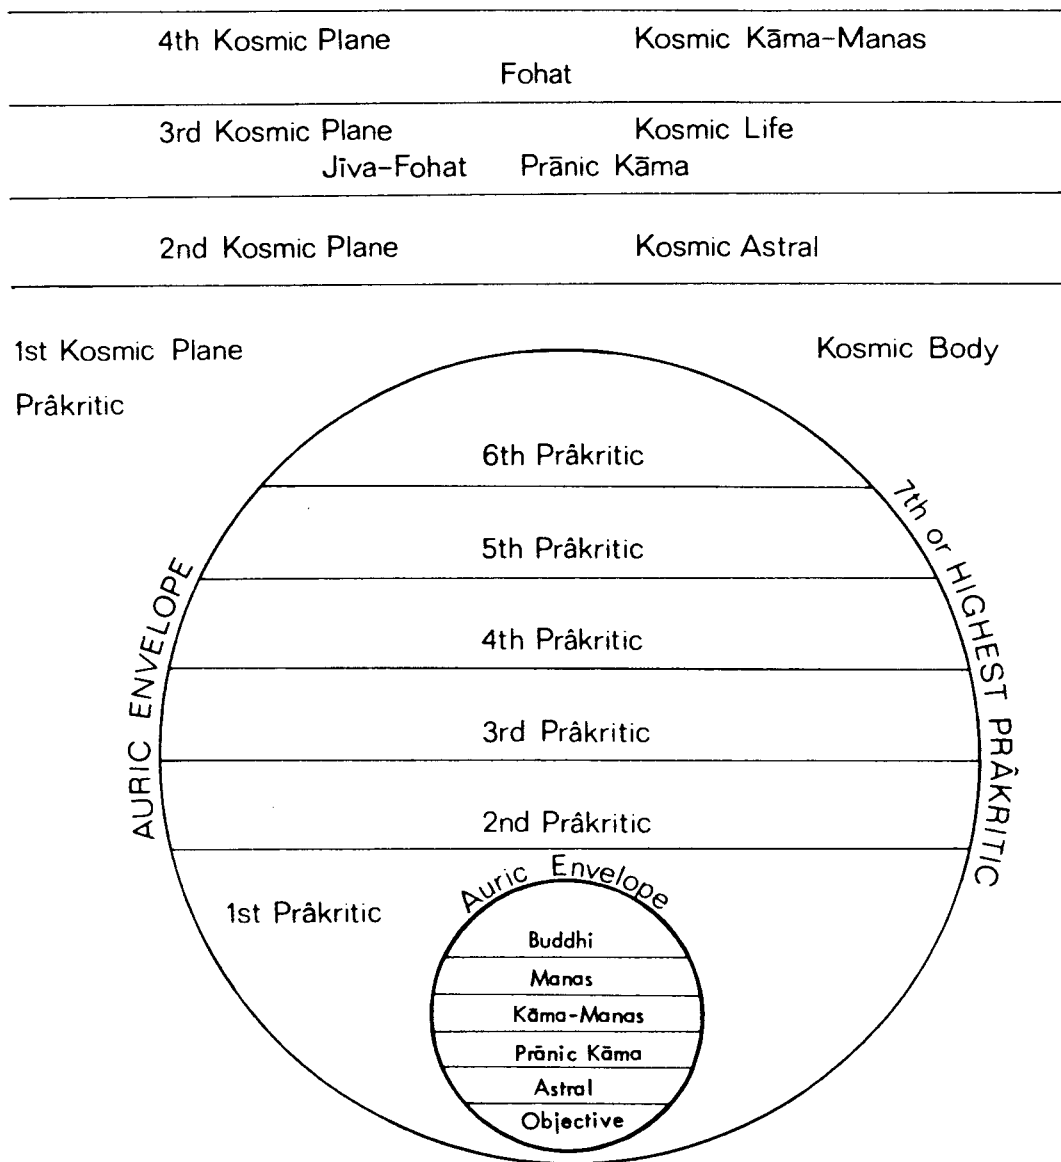 4th Kosmic Plane Kosmic Kāma-Manas
Fohat
3rd Kosmic Plane Kosmic Life
Jīva-Fohat Prānic Kāma
2nd Kosmic Plane Kosmic Astral
1st Kosmic Plane Kosmic Body
Prâkritic
6th Prâkritic
7th or HIGHEST PRÂKRITIC
5th Prâkritic
AURIC ENVELOPE
4th Prâkritic
3rd Prâkritic
2nd Prâkritic
Auric Envelope
1st Prâkritic
Buddhi
Manas
Kāma-Manas
Prānic Kāma
Astral
Objective